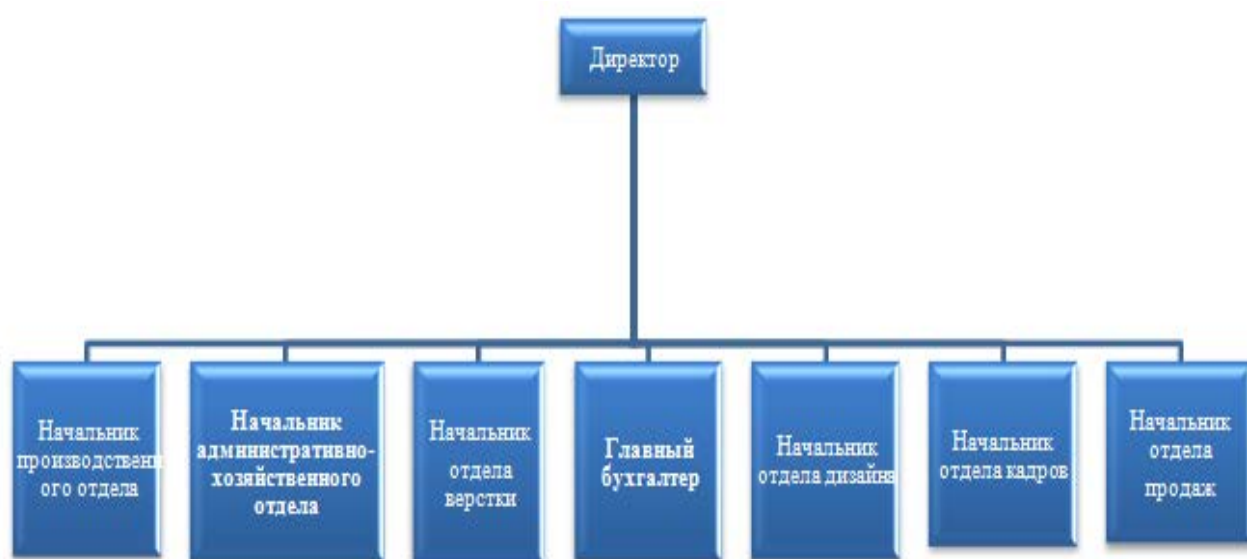 Директор
Начальник
производственн
ого отдела
Начальник
административно-
хозяйственного
отдела
Начальник
отдела
верстки
Главный
бухгалтер
Начальник
отдела дизайна
Начальник
отдела кадров
Начальник
отдела
продаж